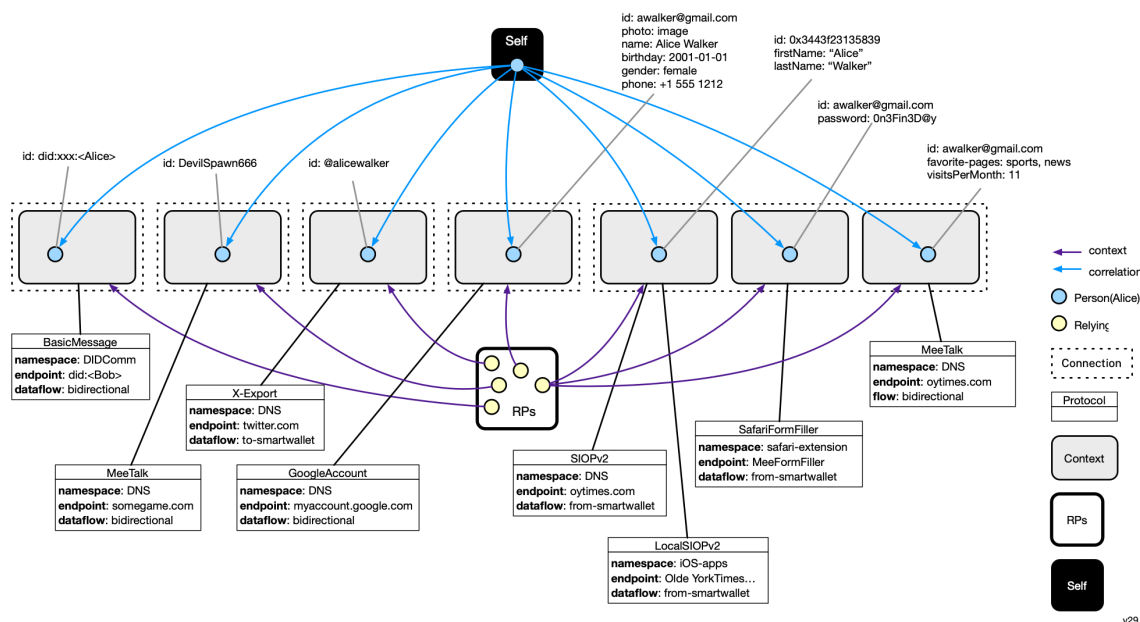 Self
id: awalker@gmail.com
photo: image
name: Alice Walker
birthday: 2001-01-01
gender: female
phone: +1 555 1212
id: 0x3443f23135839
firstName: “Alice”
lastName: “Walker”
id: awalker@gmail.com
password: 0n3Fin3D@y
id: awalker@gmail.com
favorite-pages: sports, news
visitsPerMonth: 11
id: did:xxx:<Alice>
id: DevilSpawn666
id: @alicewalker
context
correlation
Person(Alice)
Relying
Connection
Protocol
Context
RPs
Self
BasicMessage
namespace: DIDComm
endpoint: did:<Bob>
dataflow: bidirectional
X-Export
namespace: DNS
endpoint: twitter.com
dataflow: to-smartwallet
RPs
MeeTalk
namespace: DNS
endpoint: oytimes.com
flow: bidirectional
MeeTalk
namespace: DNS
endpoint: somegame.com
dataflow: bidirectional
GoogleAccount
namespace: DNS
endpoint: myaccount.google.com
dataflow: bidirectional
SIOPv2
namespace: DNS
endpoint: oytimes.com
dataflow: from-smartwallet
SafariFormFiller
namespace: safari-extension
endpoint: MeeFormFiller
dataflow: from-smartwallet
LocalSIOPv2
namespace: iOS-apps
endpoint: Olde YorkTimes...
dataflow: from-smartwallet
v29